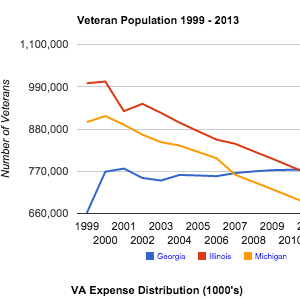 Veteran Population 1999 - 2013
Number of Veterans
1,100,000
990,000
880,000
770,000
660,000
1999 2001 2003 2005 2007 2009
2000 2002 2004 2006 2008 2010
Georgia Illinois Michigan
VA Expense Distribution (1000's)